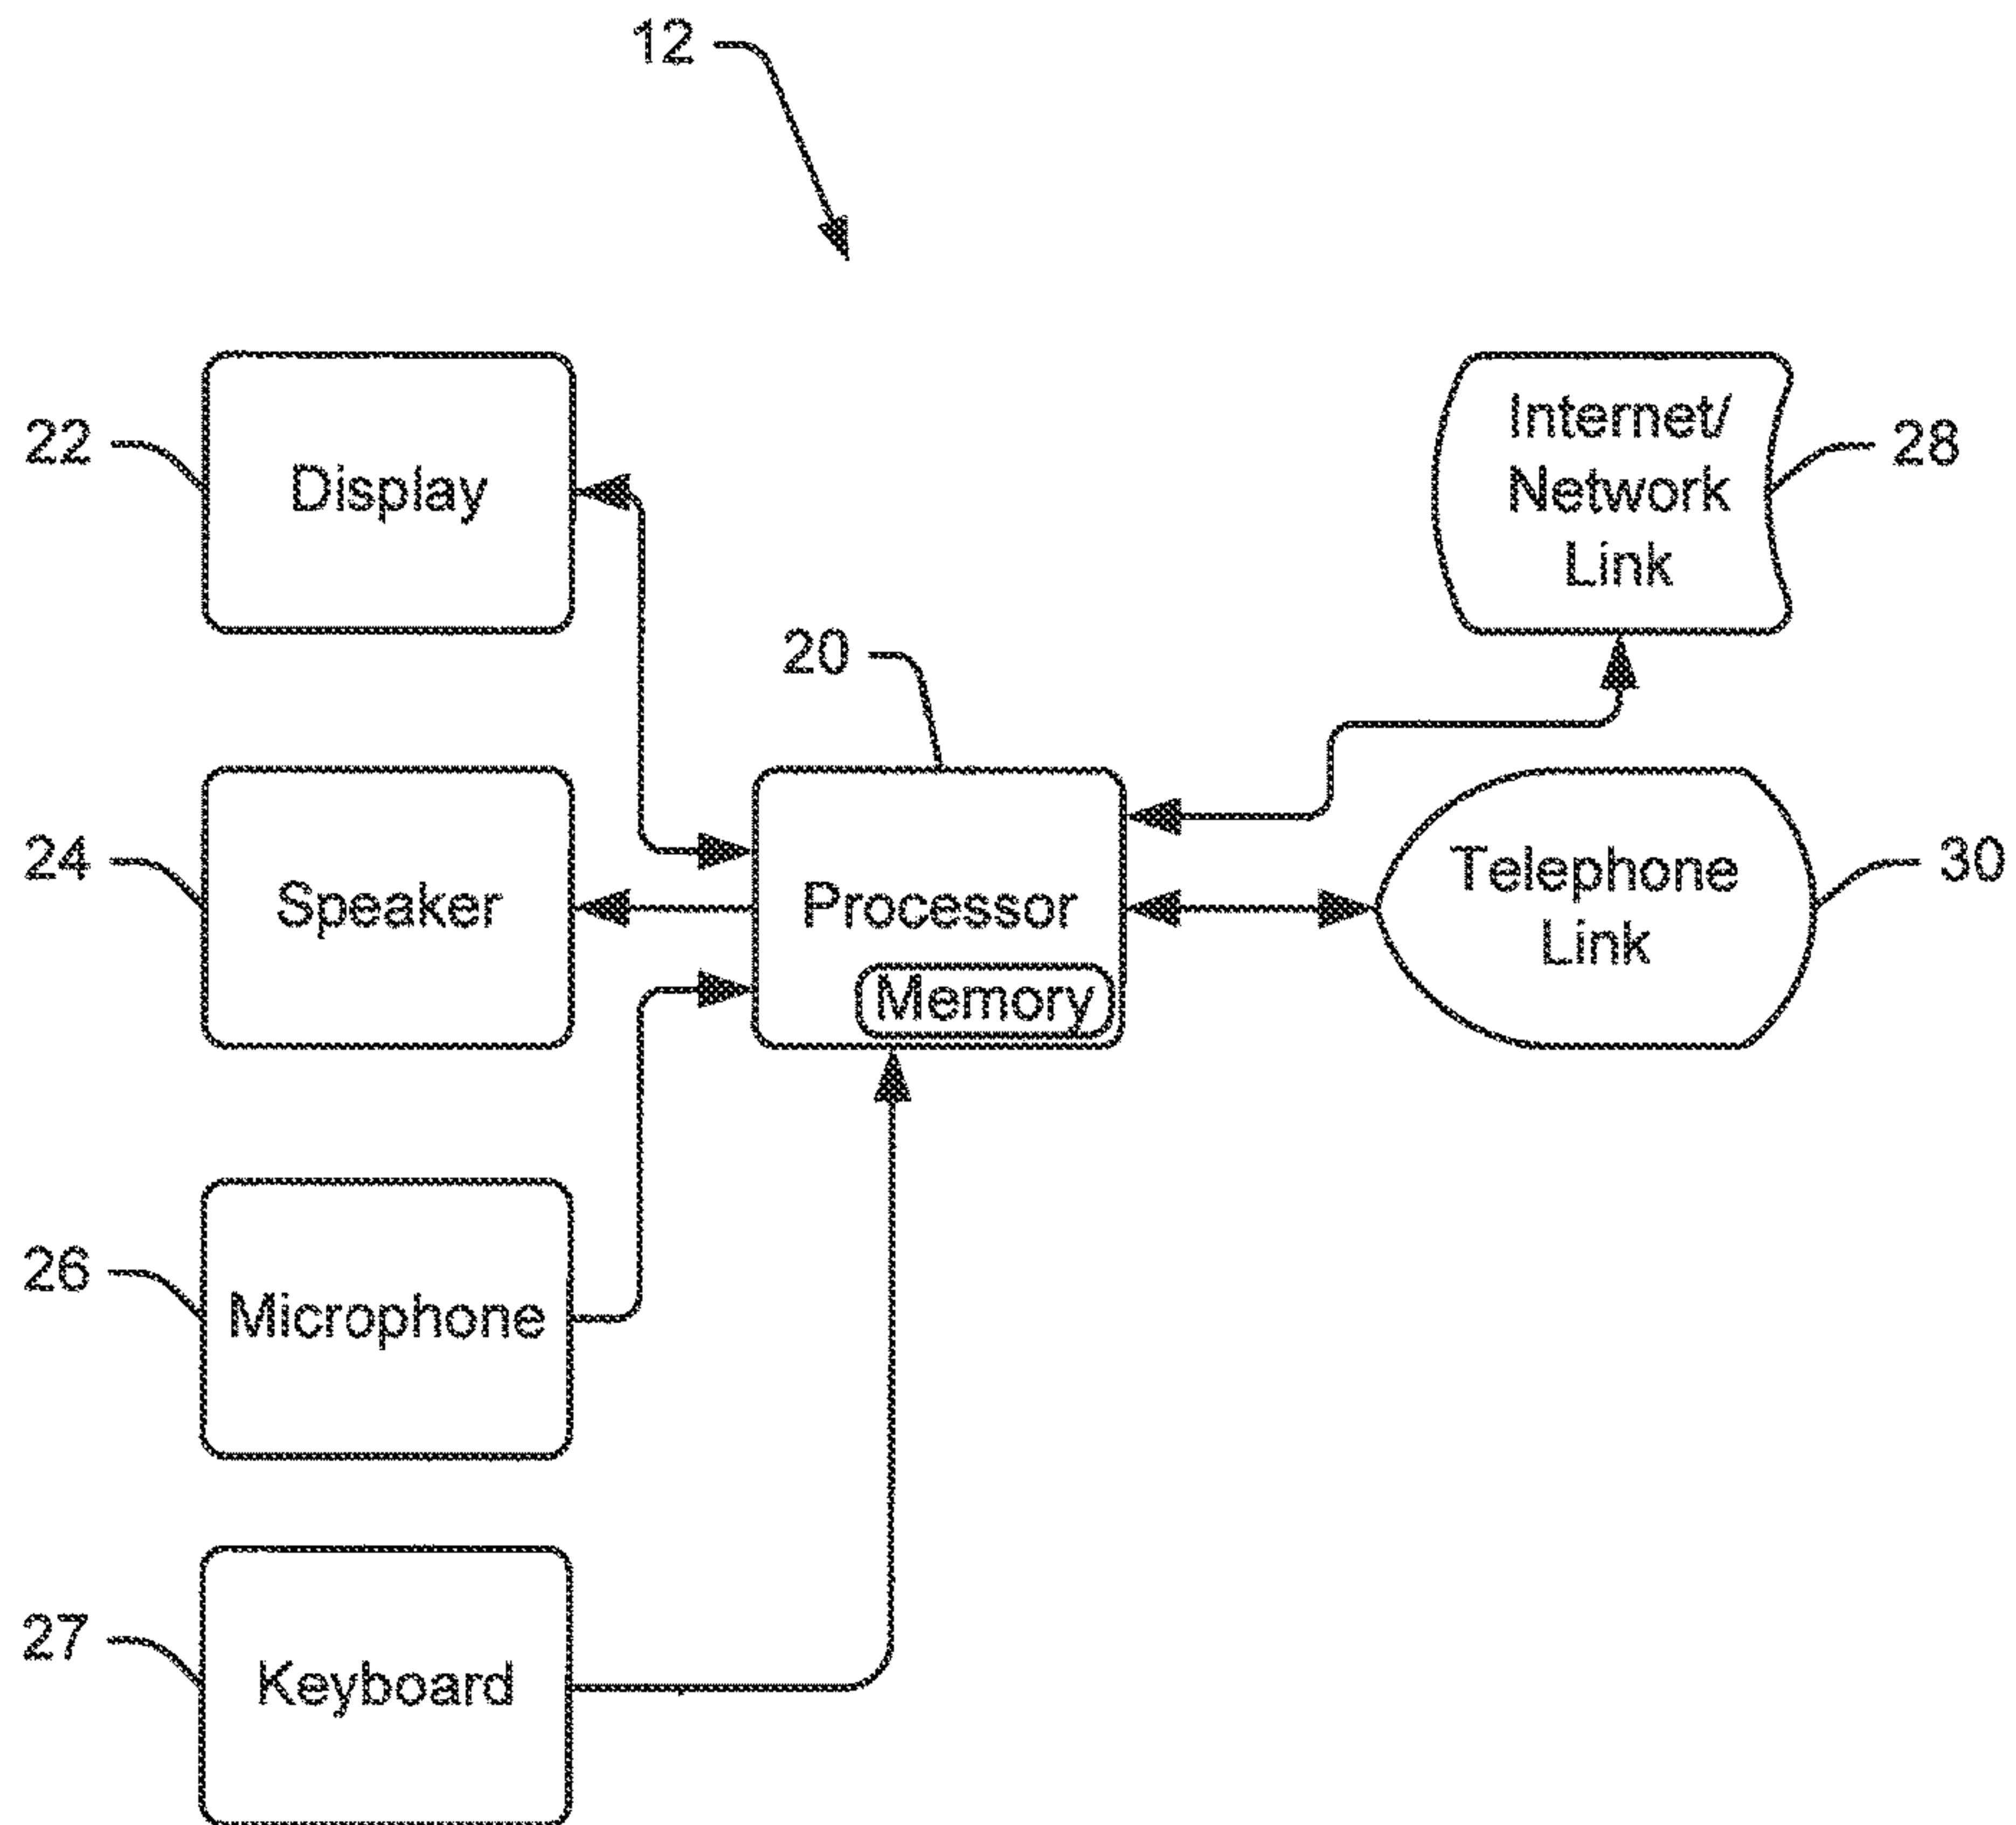 12
22
Display
Internet/
Network
Link
28
20
24
Speaker
Processor
Memory
Telephone
Link
30
26
Microphone
27
Keyboard